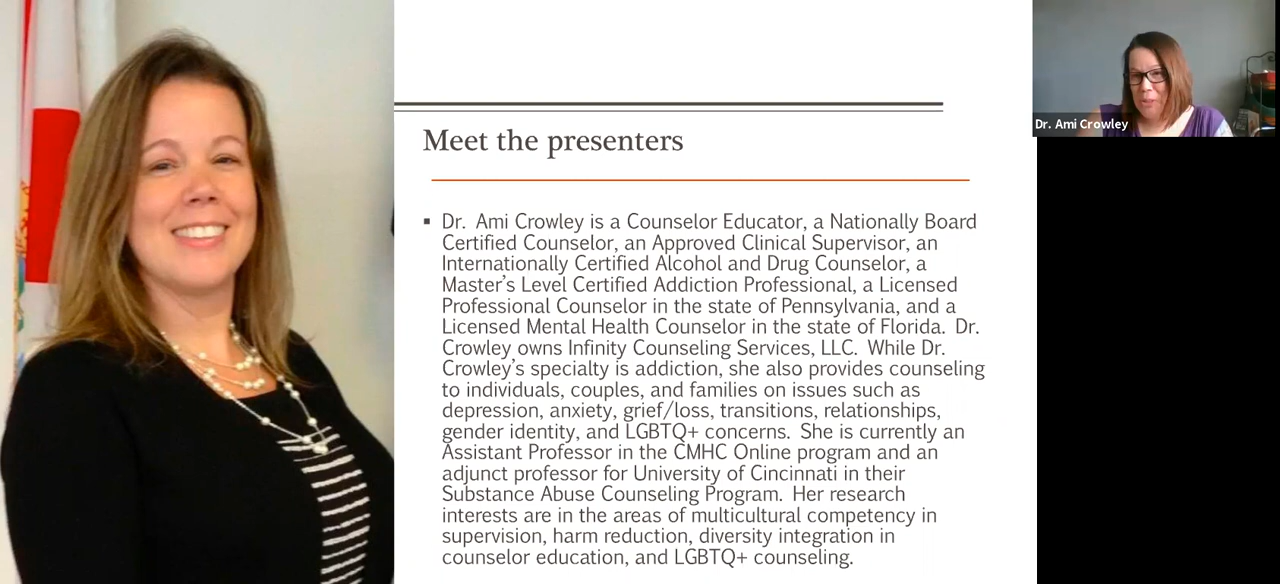 Meet the presenters
▪ Dr. Ami Crowley is a Counselor Educator, a Nationally Board
Certified Counselor, an Approved Clinical Supervisor, an
Internationally Certified Alcohol and Drug Counselor, a
Master's Level Certified Addiction Professional, a Licensed
Professional Counselor in the state of Pennsylvania, and a
Licensed Mental Health Counselor in the state of Florida. Dr.
Crowley owns Infinity Counseling Services, LLC. While Dr.
Crowley's specialty is addiction, she also provides counseling
to individuals, couples, and families on issues such as
depression, anxiety, grief/loss, transitions, relationships,
gender identity, and LGBTQ+ concerns. She is currently an
Assistant Professor in the CMHC Online program and an
adjunct professor for University of Cincinnati in their
Substance Abuse Counseling Program. Her research
interests are in the areas of multicultural competency in
supervision, harm reduction, diversity integration in
counselor education, and LGBTQ+ counseling.
Dr. Ami Crowley